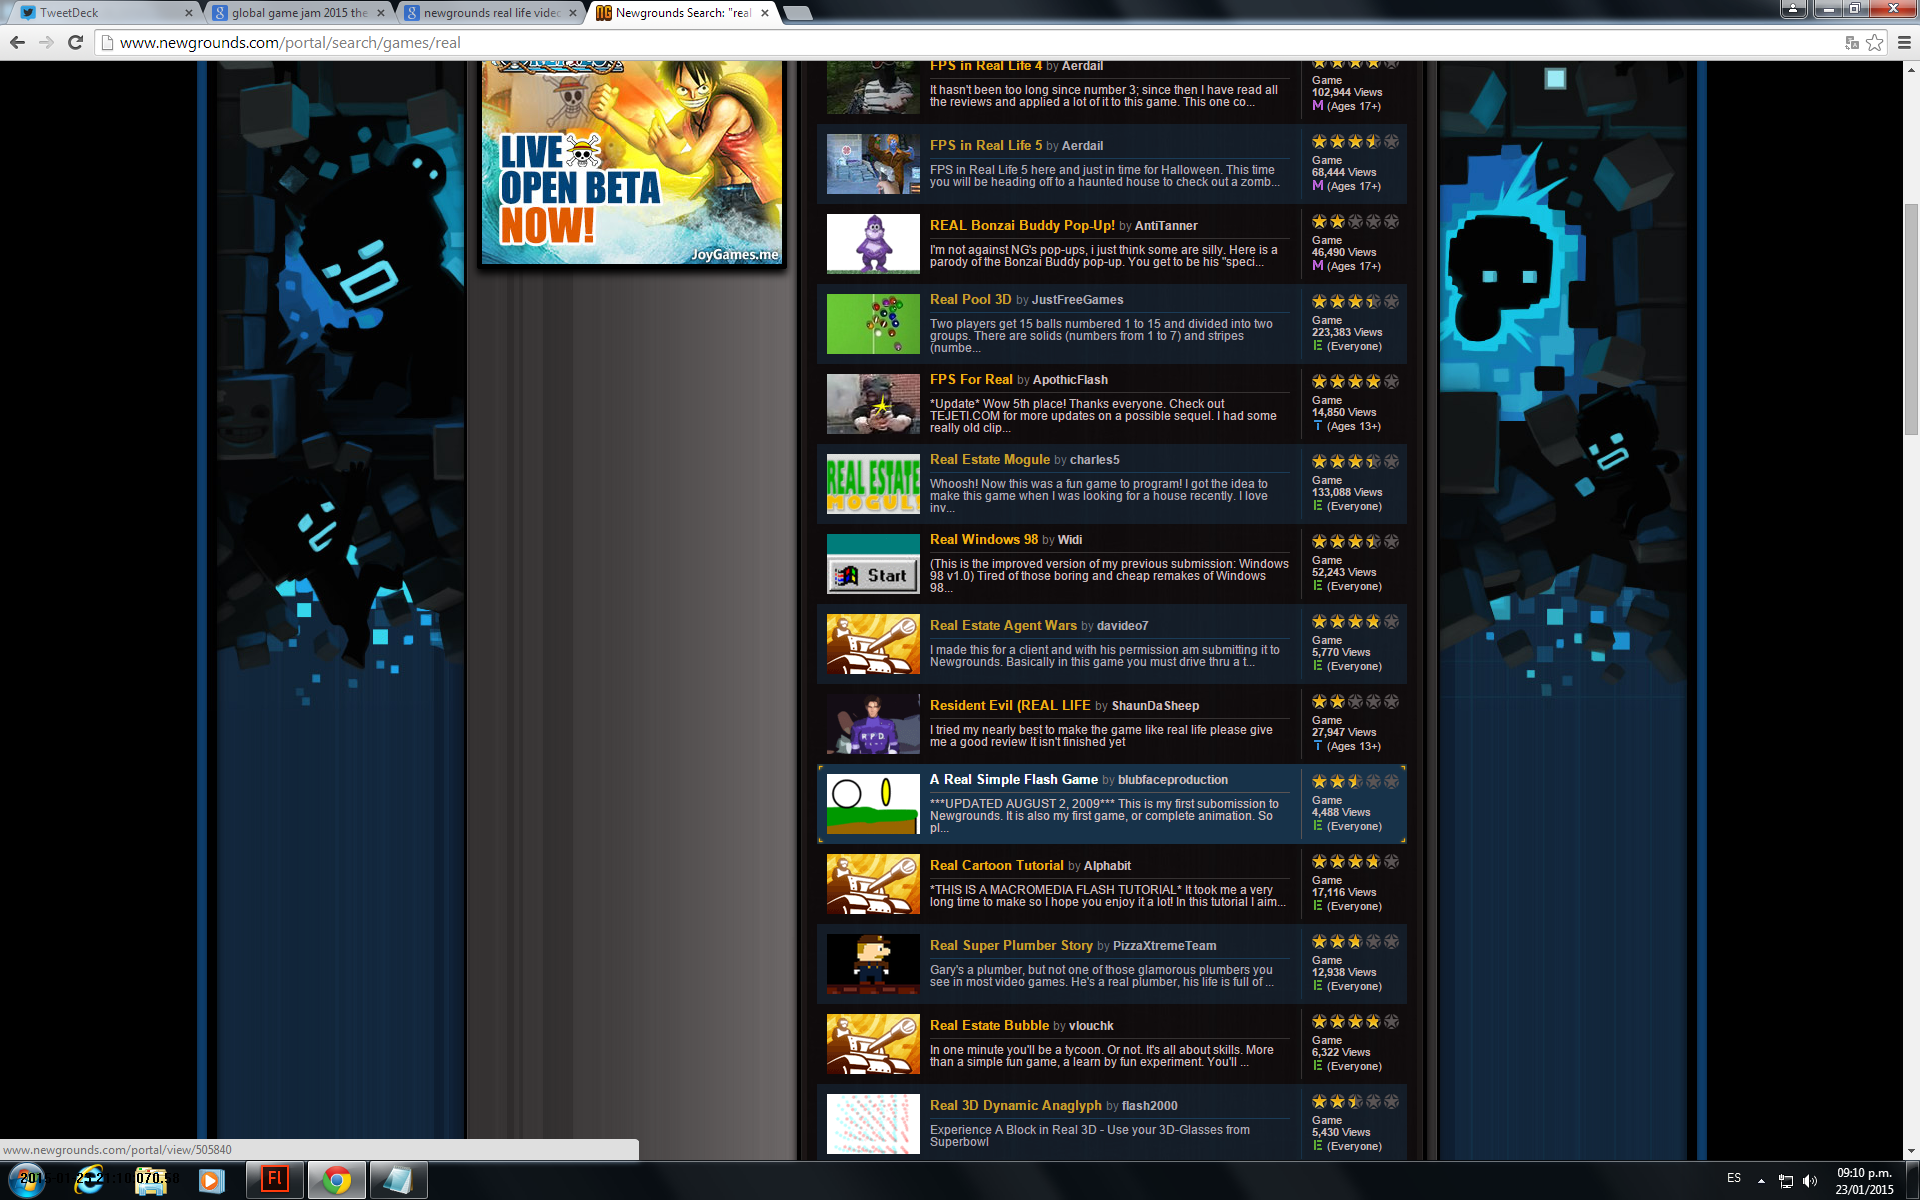 TweetDeck
global game jam 2015 the
newgrounds real life video
Newgrounds Search: "real
www.newgrounds.com/portal/search/games/real
LIVE
OPEN BETA
NOW!
JoyGames.me
FPS in Real Life 4 by Aerdail
It hasn't been too long since number 3; since then I have read all
the reviews and applied a lot of it to this game. This one co...
Game
102,944 Views
M (Ages 17+)
FPS in Real Life 5 by Aerdail
FPS in Real Life 5 here and just in time for Halloween. This time
you will be heading off to a haunted house to check out a zomb...
Game
68,444 Views
M (Ages 17+)
REAL Bonzai Buddy Pop-Up! by AntiTanner
I'm not against NG's pop-ups, i just think some are silly. Here is a
parody of the Bonzai Buddy pop-up. You get to be his "speci...
Game
46,490 Views
M (Ages 17+)
Real Pool 3D by JustFreeGames
Two players get 15 balls numbered 1 to 15 and divided into two
groups. There are solids (numbers from 1 to 7) and stripes
(numbe...
Game
223,383 Views
E (Everyone)
FPS For Real by ApothicFlash
*Update* Wow 5th place! Thanks everyone. Check out
TEJETI.COM for more updates on a possible sequel. I had some
really old clip...
Game
14,850 Views
T (Ages 13+)
REAL ESTATE
MOGUL
Real Estate Mogule by charles5
Whoosh! Now this was a fun game to program! I got the idea to
make this game when I was looking for a house recently. I love
inv...
Game
133,088 Views
E (Everyone)
Start
Real Windows 98 by Widi
(This is the improved version of my previous submission: Windows
98 v1.0) Tired of those boring and cheap remakes of Windows
98...
Game
52,243 Views
E (Everyone)
Real Estate Agent Wars by davideo7
I made this for a client and with his permission am submitting it to
Newgrounds. Basically in this game you must drive thru a t...
Game
5,770 Views
E (Everyone)
R.P.D.
Resident Evil (REAL LIFE by ShaunDaSheep
I tried my nearly best to make the game like real life please give
me a good review It isn't finished yet
Game
27,947 Views
T (Ages 13+)
A Real Simple Flash Game by blubfaceproduction
***UPDATED AUGUST 2, 2009*** This is my first subomission to
Newgrounds. It is also my first game, or complete animation. So
pl...
Game
4,488 Views
E (Everyone)
Real Cartoon Tutorial by Alphabit
*THIS IS A MACROMEDIA FLASH TUTORIAL* It took me a very
long time to make so I hope you enjoy it a lot! In this tutorial I aim...
Game
17,116 Views
E (Everyone)
Real Super Plumber Story by PizzaXtremeTeam
Gary's a plumber, but not one of those glamorous plumbers you
see in most video games. He's a real plumber, his life is full of ...
Game
12,938 Views
E (Everyone)
Real Estate Bubble by vlouchk
In one minute you'll be a tycoon. Or not. It's all about skills. More
than a simple fun game, a learn by fun experiment. You'll ...
Game
6,322 Views
E (Everyone)
Real 3D Dynamic Anaglyph by flash2000
Experience A Block in Real 3D - Use your 3D-Glasses from
Superbowl
Game
5,430 Views
E (Everyone)
www.newgrounds.com/portal/view/505840
Fl
ES
09:10 p.m.
23/01/2015